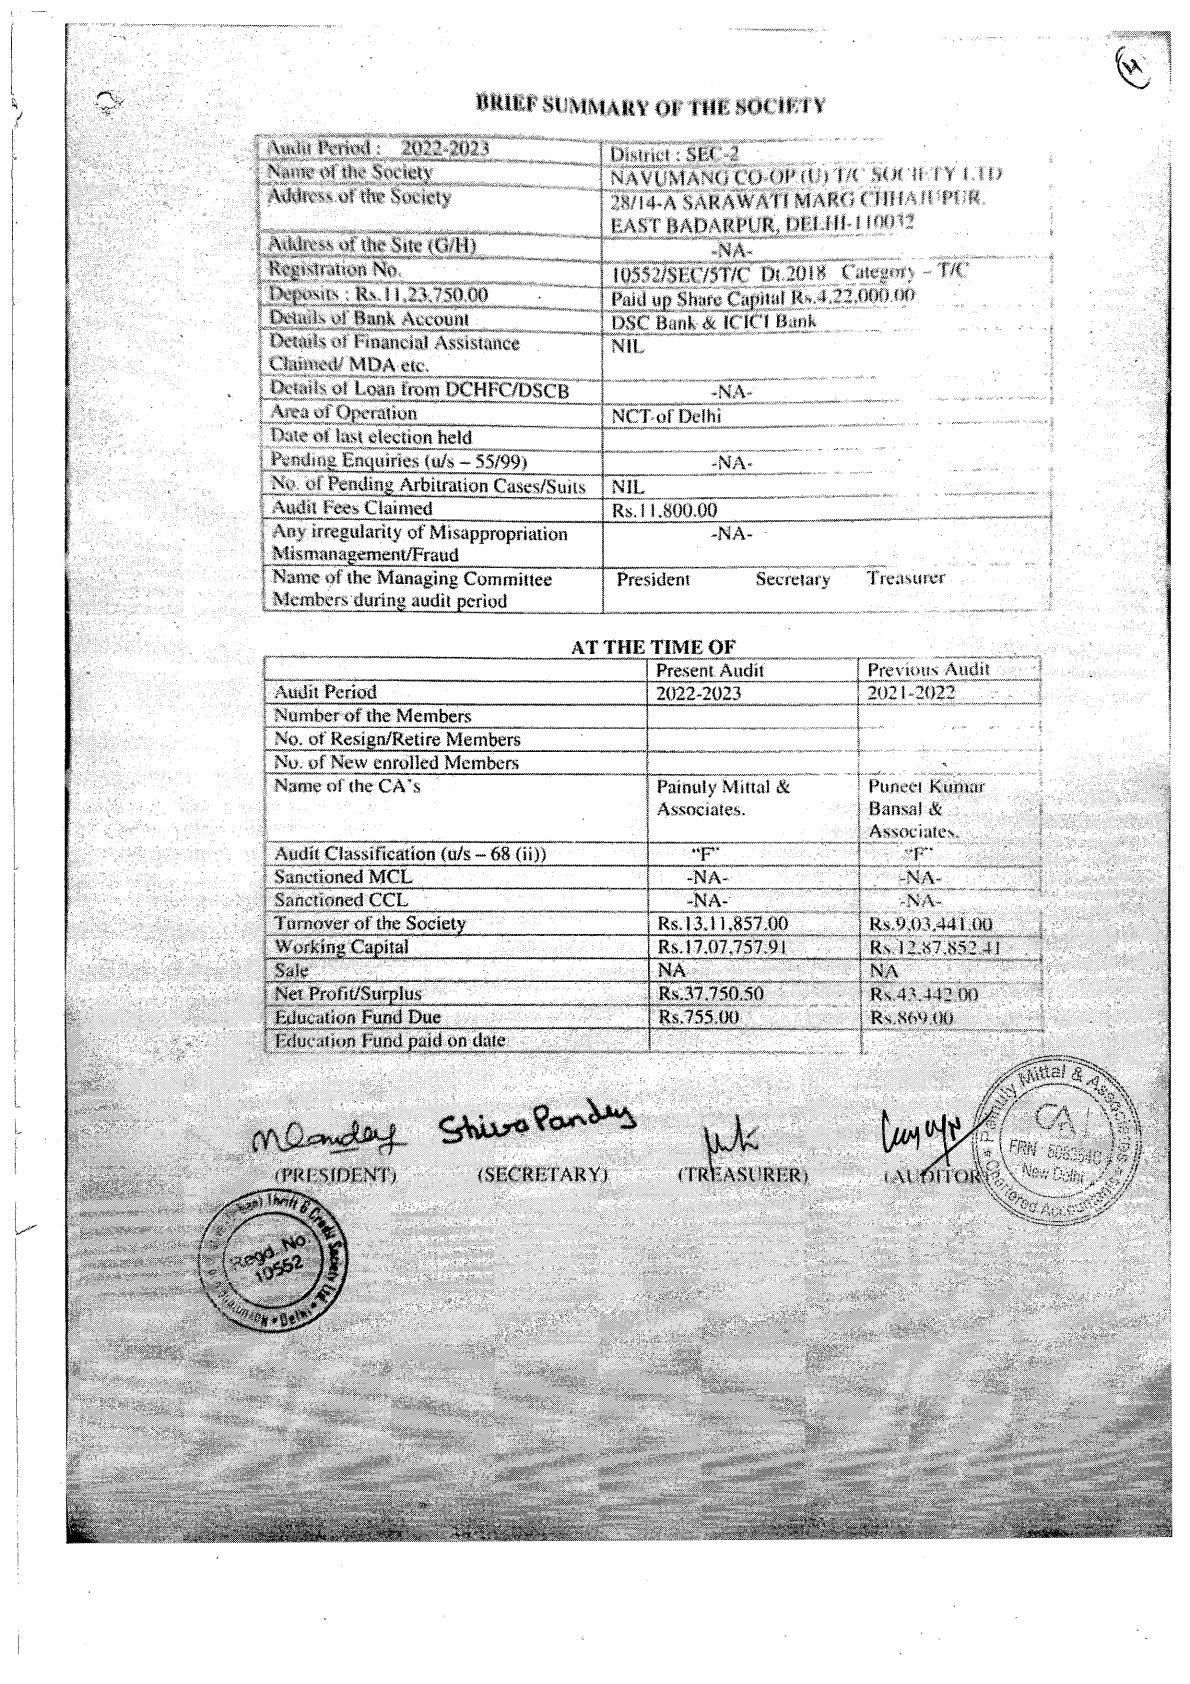 BRIEF SUMMARY OF THE SOCIETY
Audit Period : 2022-2023 District : SEC-2
Name of the Society NAVUMANG CO-OP (U) T/C SOCIETY LTD
Address of the Society 28/14-A SARAWATI MARG CHHAJUPUR,
EAST BADARPUR, DELHI-110032
Address of the Site (G/H) -NA-
Registration No. 10552/SEC/5T/C Dt.2018 Category – T/C
Deposits : Rs.11,23,750.00 Paid up Share Capital Rs.4,22,000.00
Details of Bank Account DSC Bank & ICICI Bank
Details of Financial Assistance NIL
Claimed/ MDA etc.
Details of Loan from DCHFC/DSCB -NA-
Area of Operation NCT of Delhi
Date of last election held
Pending Enquiries (u/s – 55/99) -NA-
No. of Pending Arbitration Cases/Suits NIL
Audit Fees Claimed Rs.11,800.00
Any irregularity of Misappropriation -NA-
Mismanagement/Fraud
Name of the Managing Committee President Secretary Treasurer
Members during audit period
AT THE TIME OF
Present Audit Previous Audit
Audit Period 2022-2023 2021-2022
Number of the Members
No. of Resign/Retire Members
No. of New enrolled Members
Name of the CA's Painuly Mittal & Puneet Kumar
Associates. Bansal &
Associates.
Audit Classification (u/s – 68 (ii)) "F" "F"
Sanctioned MCL -NA- -NA-
Sanctioned CCL -NA- -NA-
Turnover of the Society Rs.13,11,857.00 Rs.9,03,441.00
Working Capital Rs.17,07,757.91 Rs.12,87,852.41
Sale NA NA
Net Profit/Surplus Rs.37,750.50 Rs.43,442.00
Education Fund Due Rs.755.00 Rs.869.00
Education Fund paid on date
Shiva Pandey
(PRESIDENT) (SECRETARY) (TREASURER) (AUDITOR
Painuly Mittal & Associates
CA
FRN
New Delhi
Chartered Accountants
Thrift & Credit Society Ltd.
Regd. No.
10552
Delhi